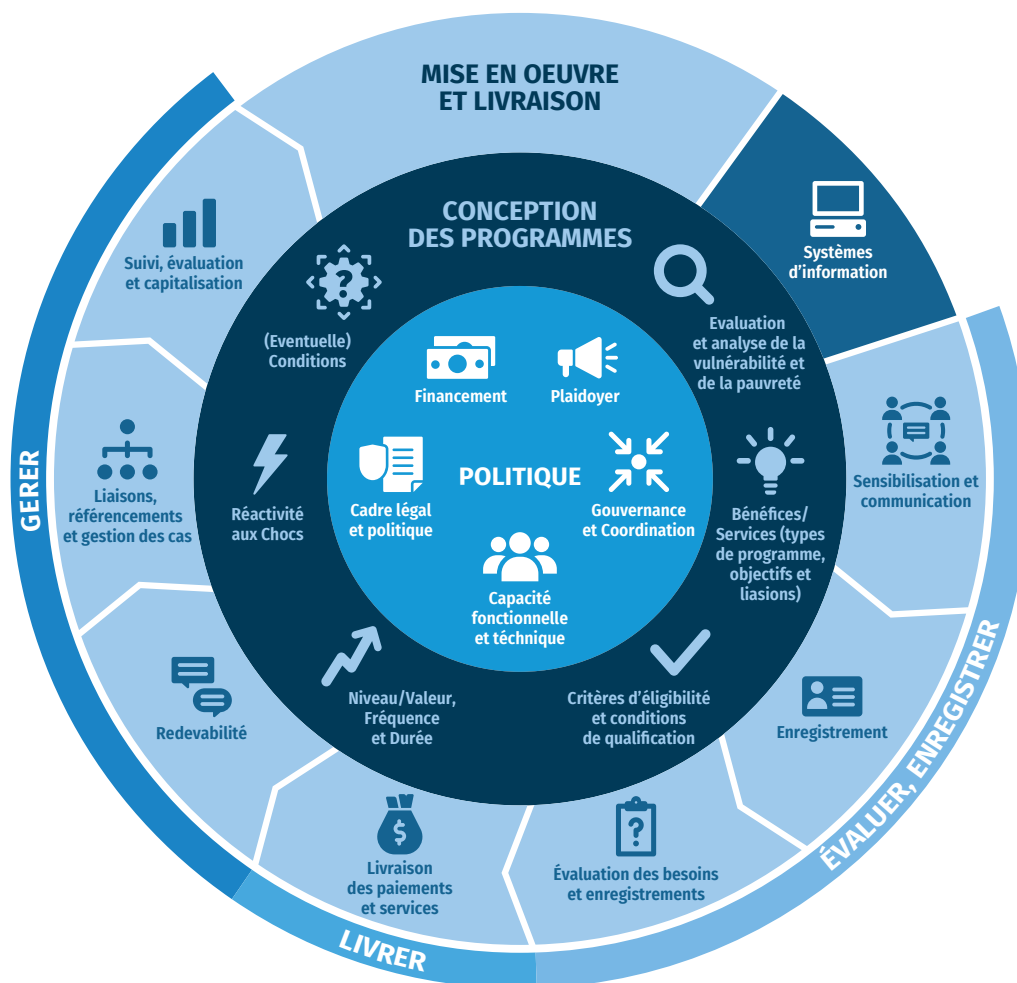 MISE EN OEUVRE
ET LIVRAISON
Systèmes
d'information
Sensibilisation et
communication
Enregistrement
Évaluation des besoins
et enregistrements
Livraison
des paiements
et services
Redevabilité
Liaisons,
référencements
et gestion des cas
Suivi, évaluation
et capitalisation
GERER
LIVRER
ÉVALUER, ENREGISTRER
CONCEPTION
DES PROGRAMMES
Evaluation
et analyse de la
vulnérabilité et
de la pauvreté
Bénéfices/
Services (types
de programme,
objectifs et
liasions)
Critères d'éligibilité
et conditions
de qualification
Niveau/Valeur,
Fréquence
et Durée
Réactivité
aux Chocs
(Eventuelle)
Conditions
POLITIQUE
Financement
Plaidoyer
Gouvernance
et Coordination
Capacité
fonctionnelle
et téchnique
Cadre légal
et politique